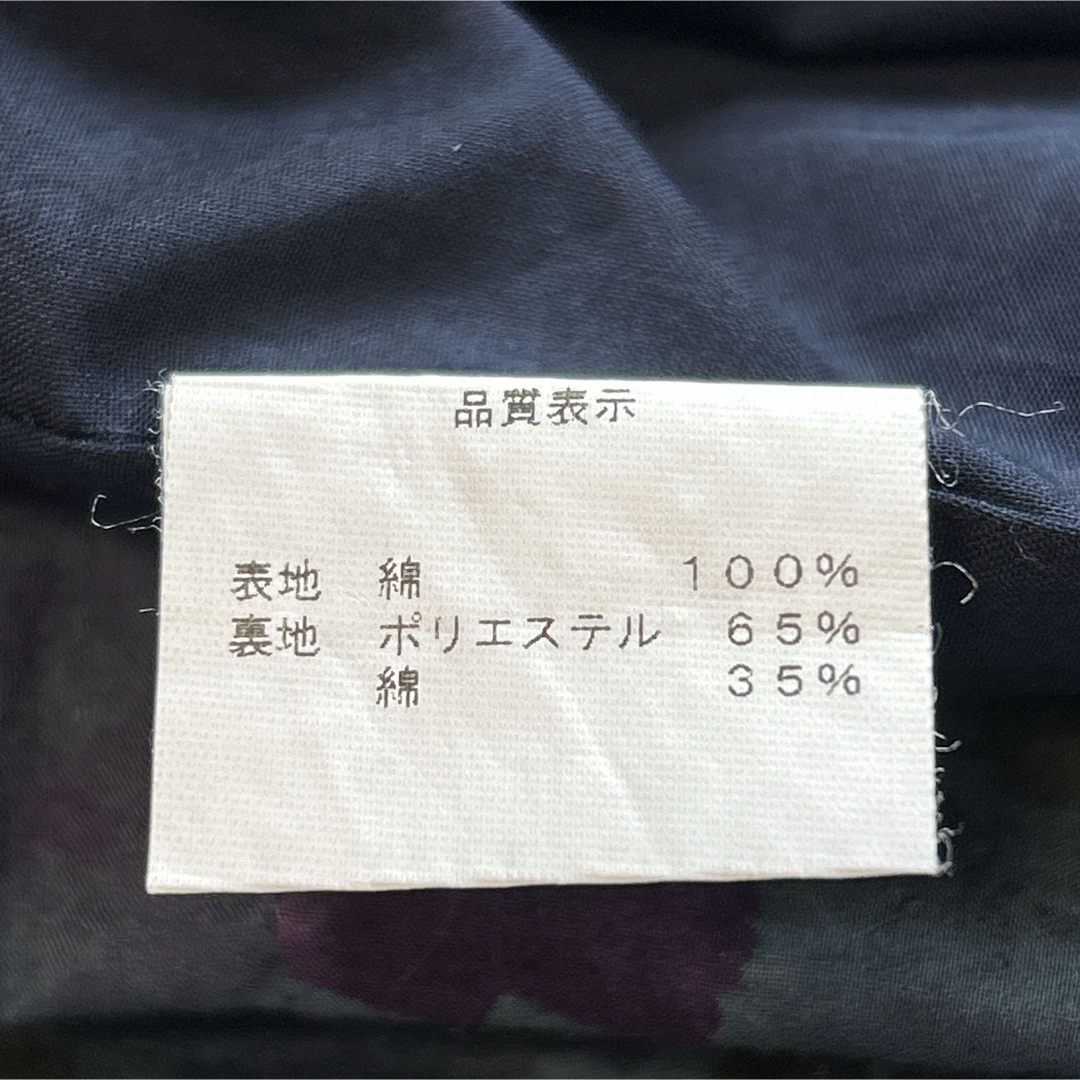 品質表示
表地 綿 100%
裏地 ポリエステル 65%
綿 35%